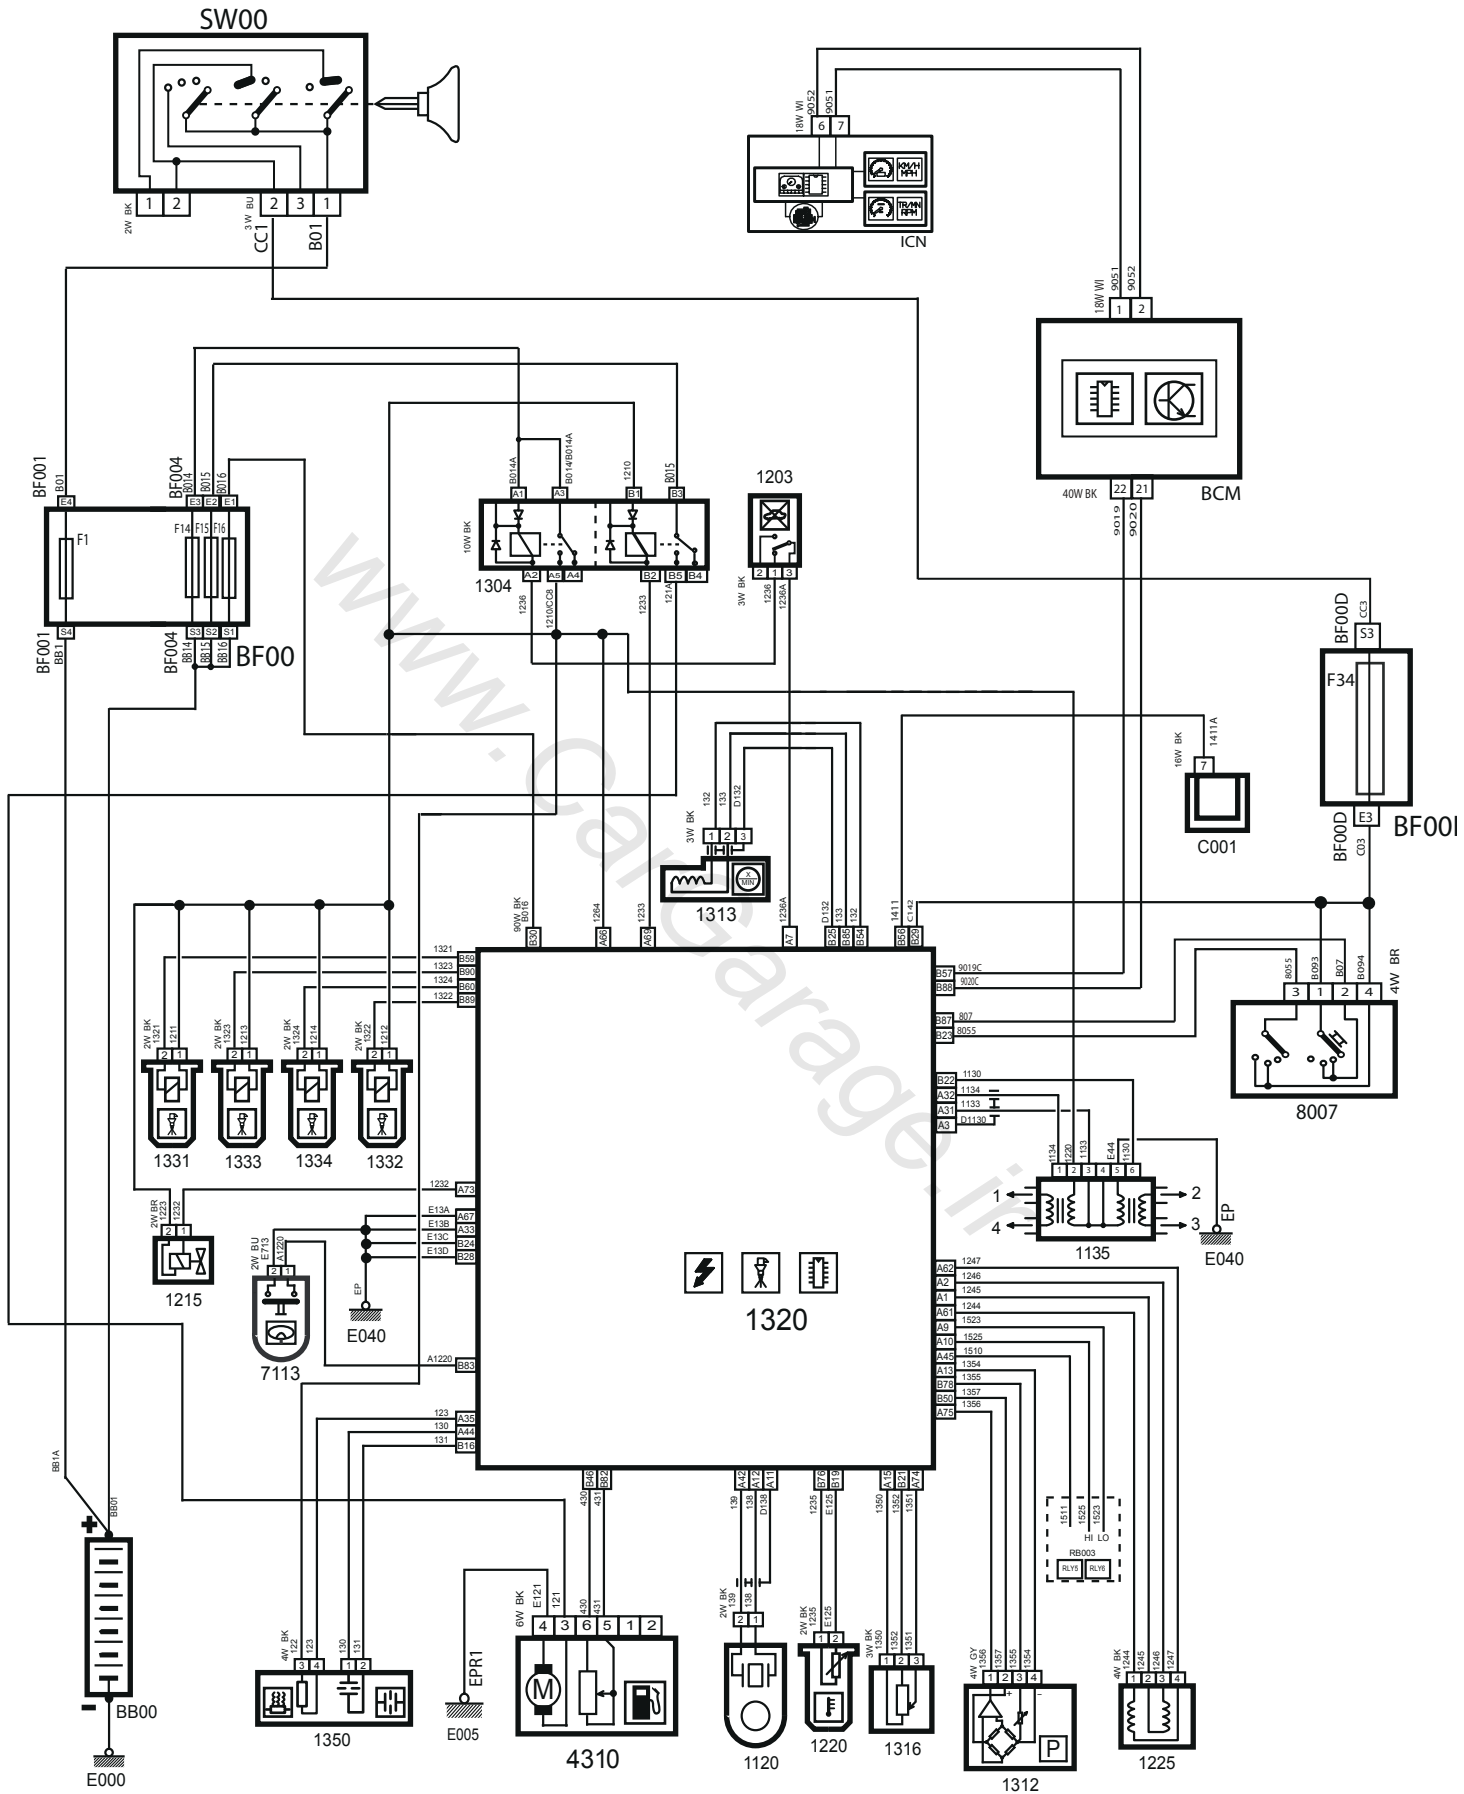 SW00
1 2 2 3 1
2W BK
3W BU
CC1
B01
18W WI
9052
9051
6 7
KM/H
MPH
TR/MN
RPM
ICN
18W WI
9051
9052
1 2
BCM
22 21
40W BK
9019
9020
BF001
B01
BF004
B014
B015
B016
E4 E3 E2 E1
F1
F14 F15 F16
S4 S3 S2 S1
BF001
BB1
BF004
BB14
BB15
BB16
BF00
B014A
B014/B014A
1210
B015
A1 A3 B1 B3
10W BK
A2 A5 A4 B2 B5 B4
1304
1236
1210/CC8
1233
121A
1203
2 1 3
3W BK
1236
1236A
BF00D
CC3
S3
F34
E3
BF00D
C03
16W BK
1411A
7
C001
3W BK
132
133
D132
1 2 3
X
MIN
1313
90W BK
B016
1264
1233
1236A
D132
133
132
1411
C142
B30 A66 A69 A7 B25 B85 B54 B56 B29
1321 B59
1323 B90
1324 B60
1322 B89
B57 9019C
B88 9020C
B87 807
B23 8055
8055
B093
B07
B094
4W BR
3 1 2 4
8007
2W BK
1321
1211
2 1
1331
2W BK
1323
1213
2 1
1333
2W BK
1324
1214
2 1
1334
2W BK
1322
1212
2 1
1332
B22 1130
A32 1134
A31 1133
A3 D1130
1134
1220
1133
E44
1130
1 2 3 4 5 6
1 2
4 3
1135
EP
E040
1232 A73
E13A A67
E13B A33
E13C B24
E13D B28
2W BR
1223
1232
2 1
1215
2W BU
E713
A1220
2 1
7113
EP
E040
A1220 B83
123 A35
130 A44
131 B16
1320
A62 1247
A2 1246
A1 1245
A61 1244
A9 1523
A10 1525
A45 1510
A13 1354
B78 1355
B50 1357
A75 1356
B46 B82 A42 A12 A11 B76 B19 A15 B21 A74
430
431
139
138
D138
1235
E125
1350
1352
1351
1511
1525
1523
HI LO
RB003
RLY5 RLY6
BB1A
BB01
+
-
BB00
E000
4W BK
122
123
130
131
3 4 1 2
1350
EPR1
E005
6W BK
E121
121
430
431
4 3 6 5 1 2
M
4310
2W BK
139
138
2 1
1120
2W BK
1235
E125
1 2
1220
3W BK
1350
1352
1351
1 2 3
1316
4W GY
1356
1357
1355
1354
1 2 3 4
+ -
P
1312
4W BK
1244
1245
1246
1247
1 2 3 4
1225
www.CarGarage.ir